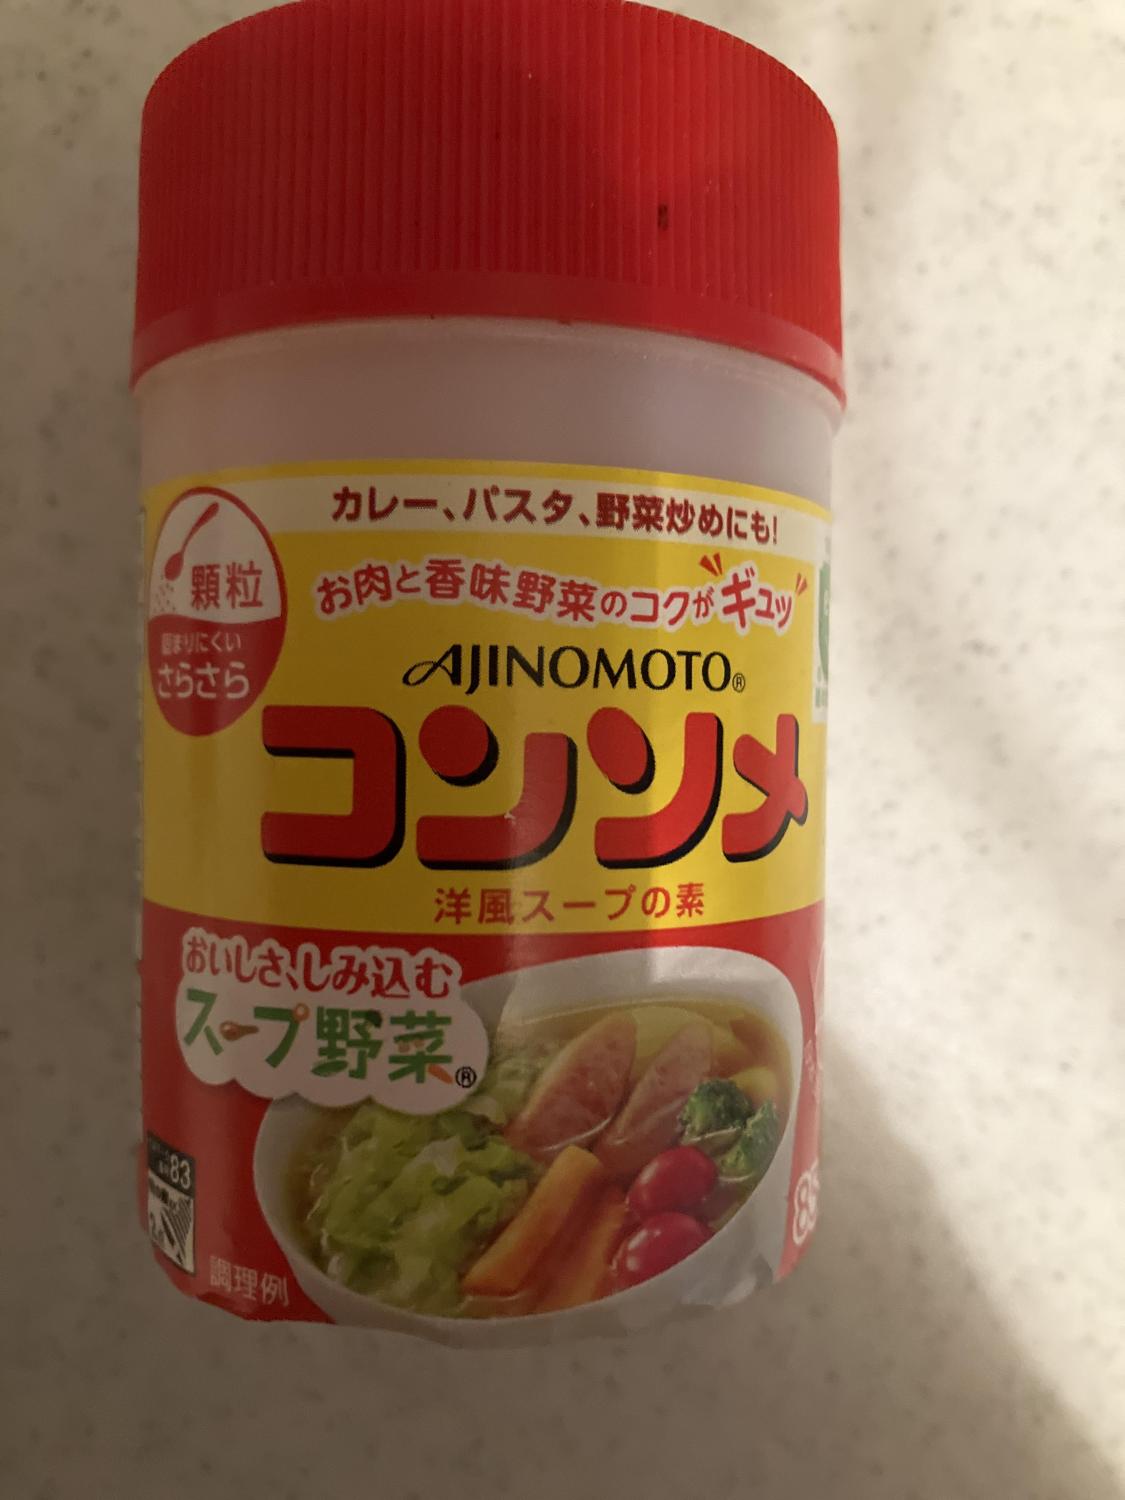 カレー、パスタ、野菜炒めにも!
お肉と香味野菜のコクがギュッ
顆粒
固まりにくい
さらさら
AJINOMOTO®
コンソメ
洋風スープの素
おいしさ、しみ込む
スープ野菜®
83
調理例
85